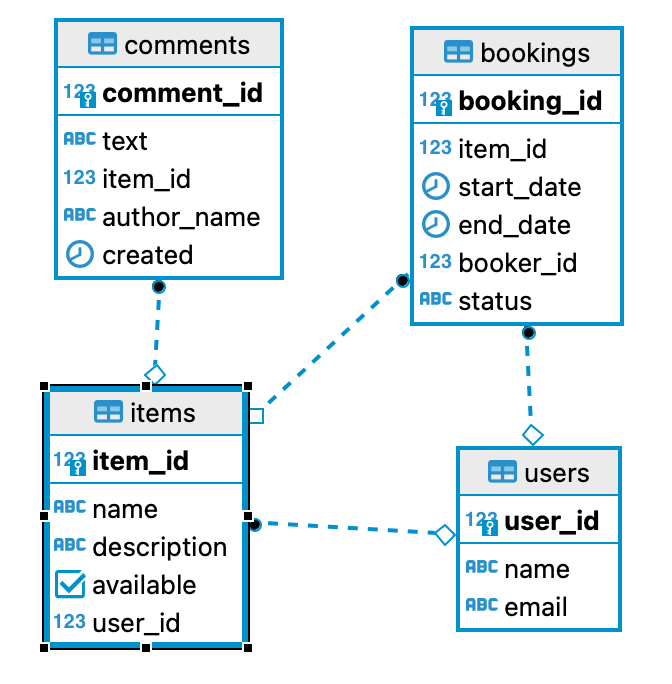 comments
123 comment_id
ABC text
123 item_id
ABC author_name
created
bookings
123 booking_id
123 item_id
start_date
end_date
123 booker_id
ABC status
items
123 item_id
ABC name
ABC description
available
123 user_id
users
123 user_id
ABC name
ABC email